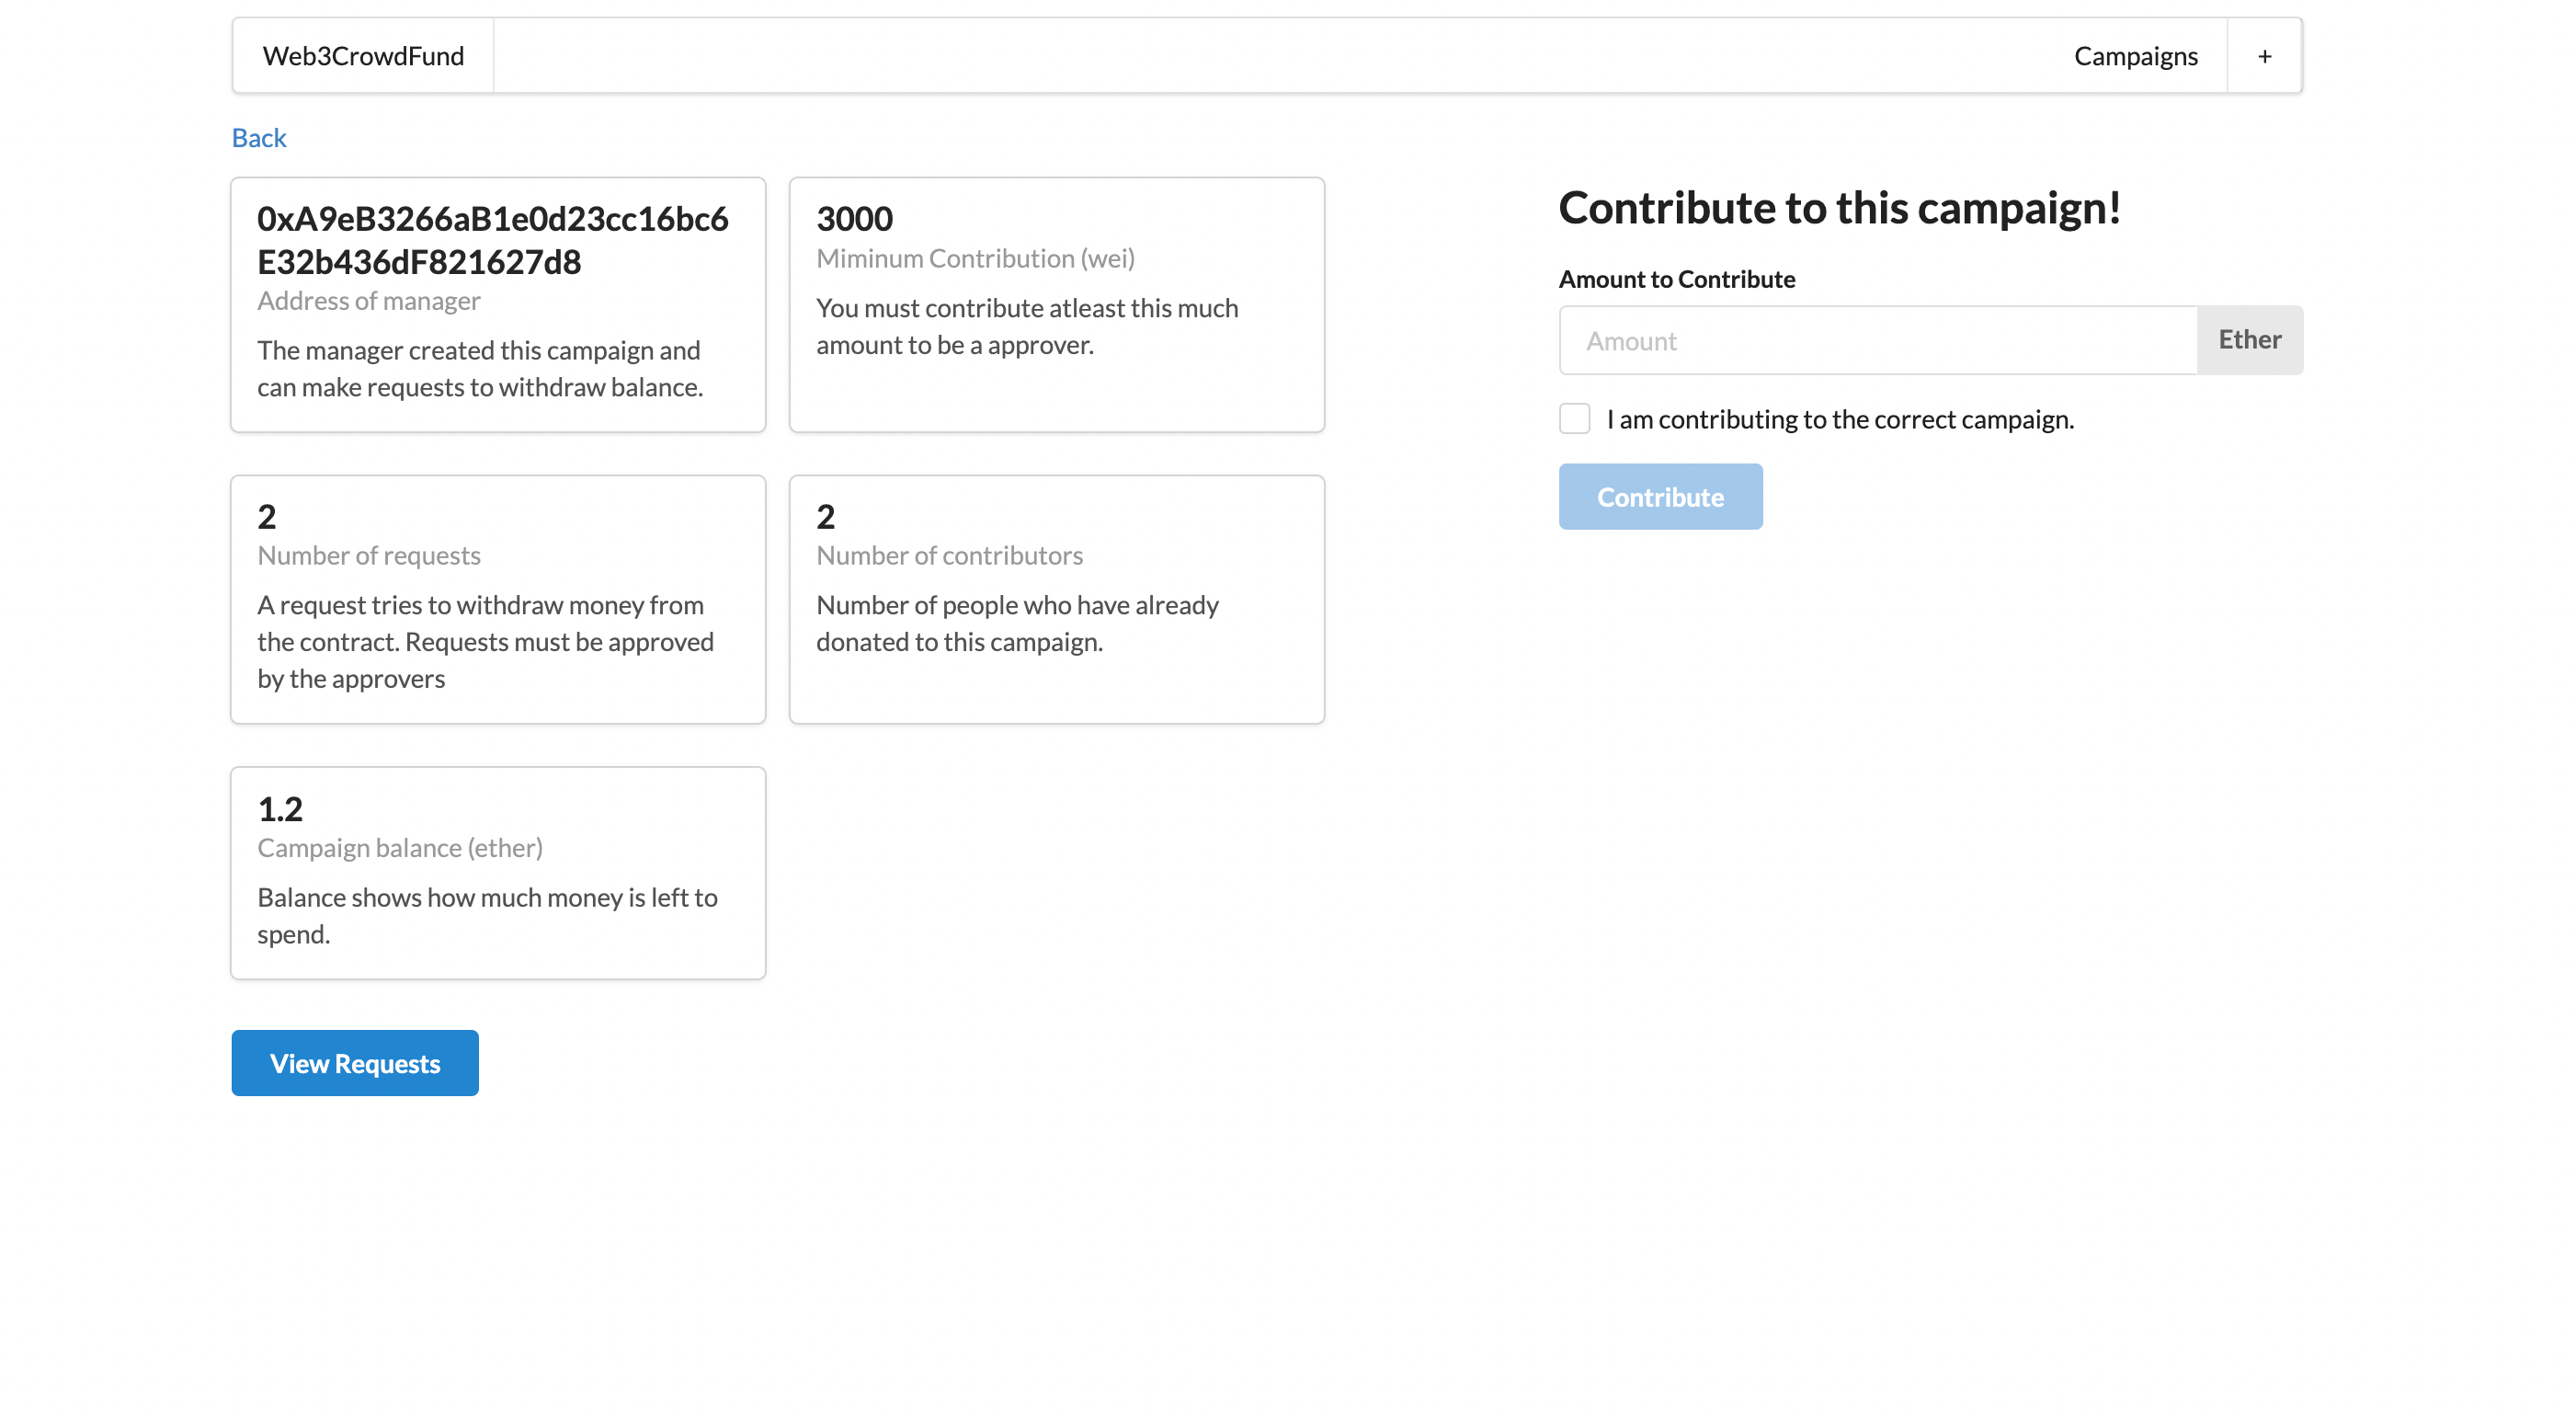 Web3CrowdFund
Campaigns
+
Back
0xA9eB3266aB1e0d23cc16bc6
E32b436dF821627d8
Address of manager
The manager created this campaign and
can make requests to withdraw balance.
3000
Miminum Contribution (wei)
You must contribute atleast this much
amount to be a approver.
2
Number of requests
A request tries to withdraw money from
the contract. Requests must be approved
by the approvers
2
Number of contributors
Number of people who have already
donated to this campaign.
1.2
Campaign balance (ether)
Balance shows how much money is left to
spend.
View Requests
Contribute to this campaign!
Amount to Contribute
Amount
Ether
I am contributing to the correct campaign.
Contribute